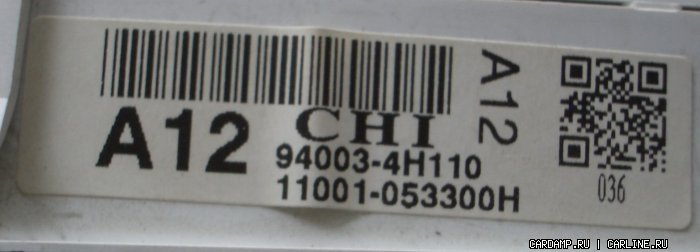 A12 CHI
94003-4H110
11001-053300H
A12
036
CARDAMP.RU | CARLINE.RU